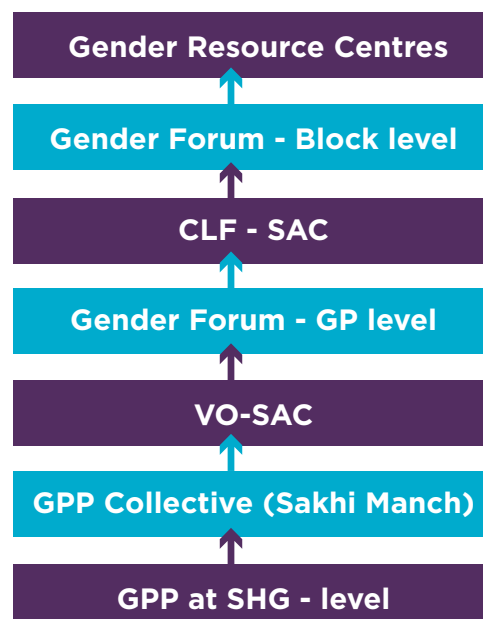 Gender Resource Centres
Gender Forum - Block level
CLF - SAC
Gender Forum - GP level
VO-SAC
GPP Collective (Sakhi Manch)
GPP at SHG - level